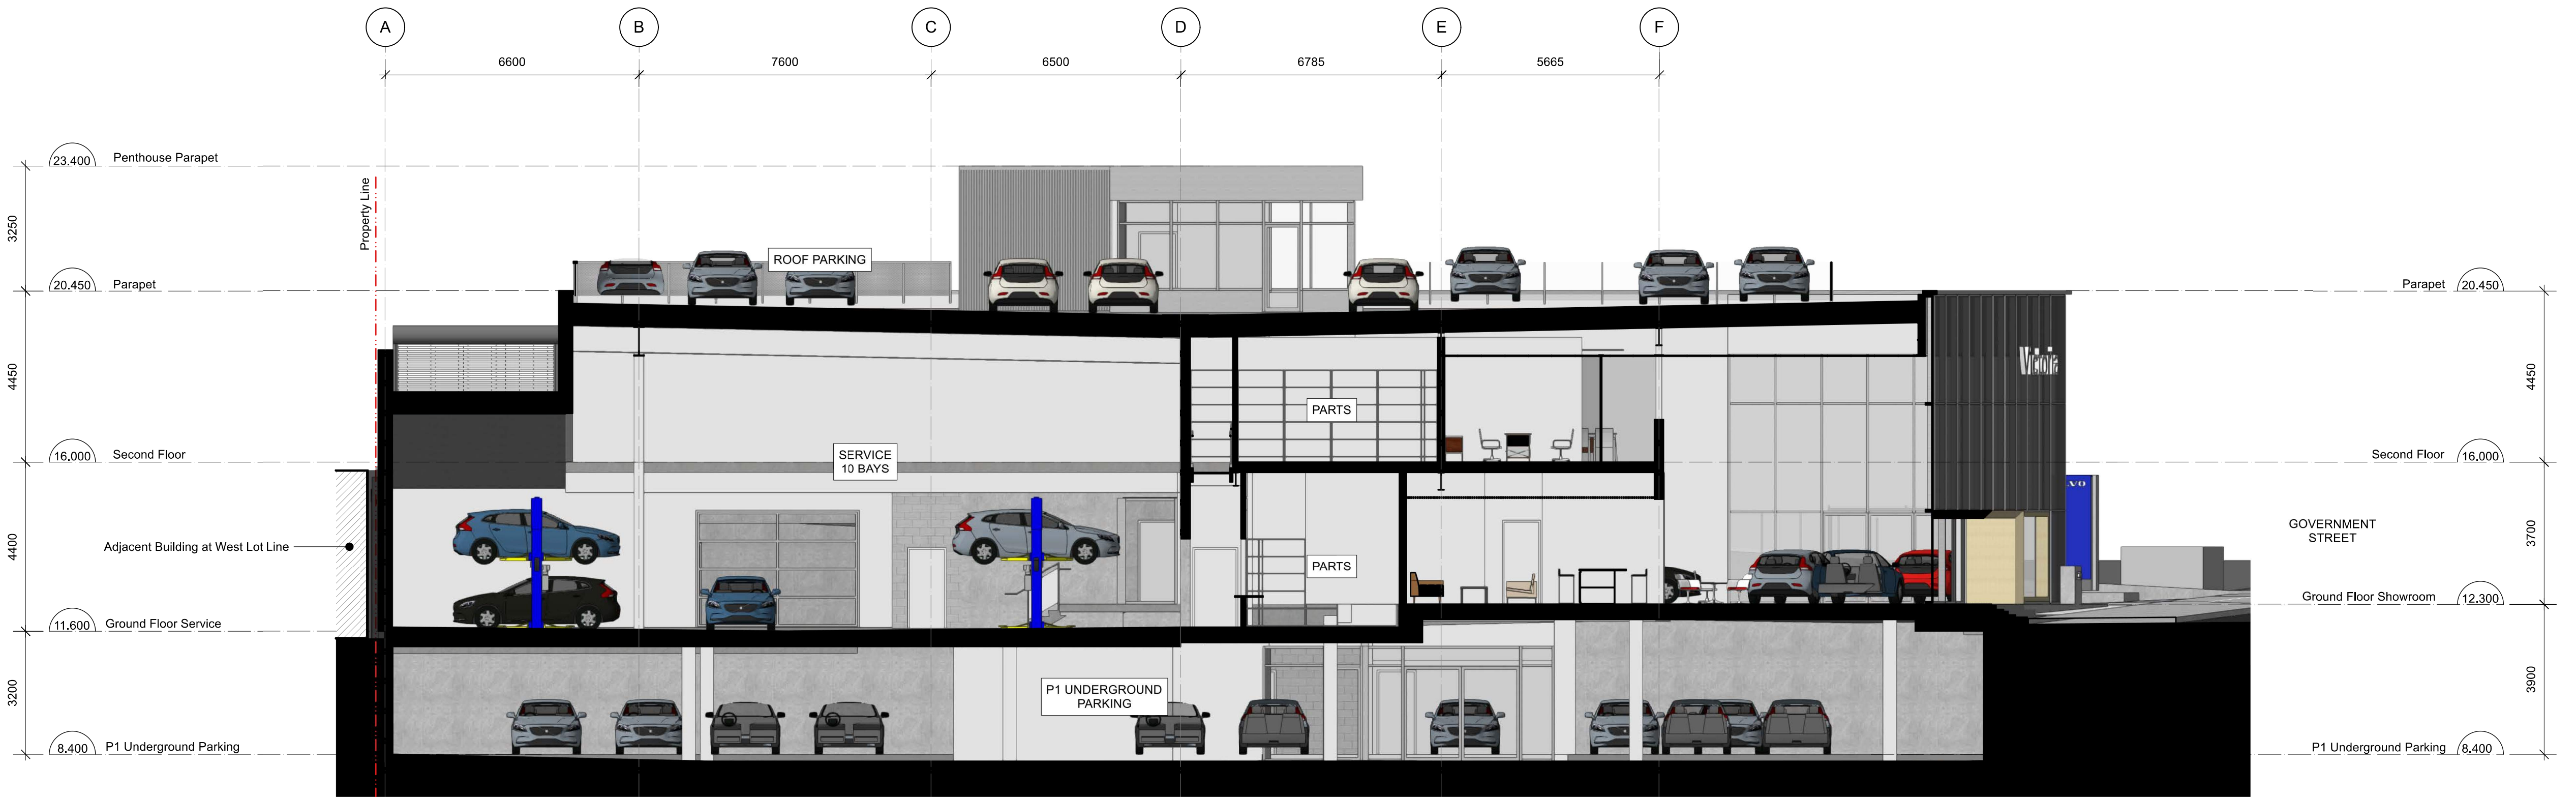 A
B
C
D
E
F
6600
7600
6500
6785
5665
23,400 Penthouse Parapet
Property Line
3250
ROOF PARKING
20,450 Parapet
Parapet 20,450
Victoria
4450
4450
PARTS
16,000 Second Floor
SERVICE
10 BAYS
Second Floor 16,000
VO
GOVERNMENT
STREET
Adjacent Building at West Lot Line
4400
3700
PARTS
11,600 Ground Floor Service
Ground Floor Showroom 12,300
3200
3900
P1 UNDERGROUND
PARKING
8,400 P1 Underground Parking
P1 Underground Parking 8,400